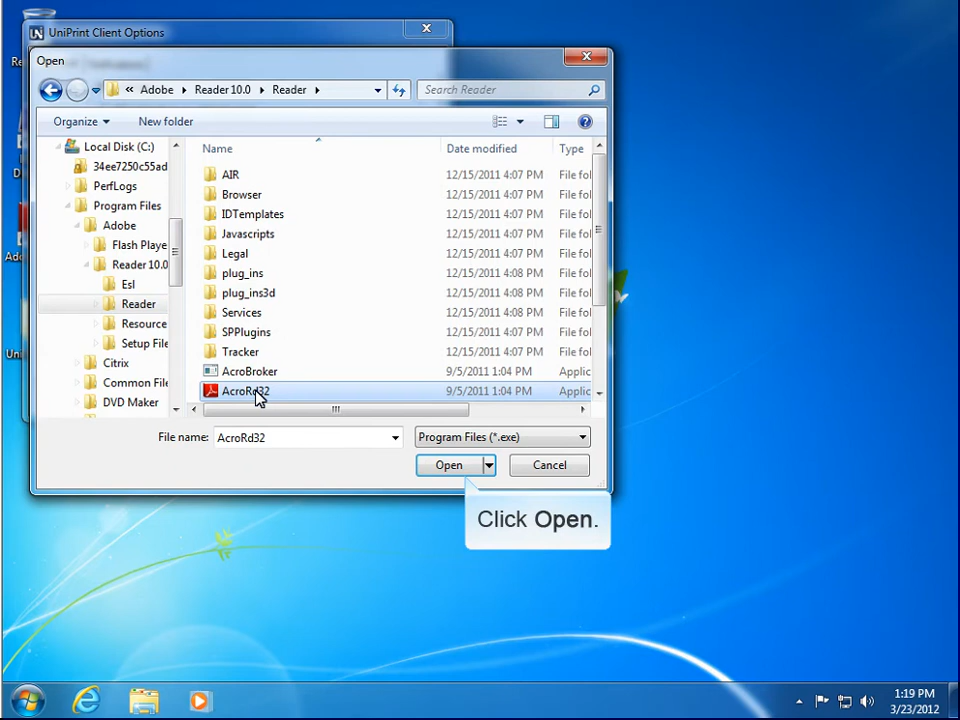 UniPrint Client Options
Open
« Adobe Reader 10.0 Reader
Search Reader
Organize New folder
Name Date modified Type
Local Disk (C:)
34ee7250c55ad
PerfLogs
Program Files
Adobe
Flash Playe
Reader 10.0
Esl
Reader
Resource
Setup File
Citrix
Common File
DVD Maker
AIR 12/15/2011 4:07 PM File fol
Browser 12/15/2011 4:07 PM File fol
IDTemplates 12/15/2011 4:07 PM File fol
Javascripts 12/15/2011 4:07 PM File fol
Legal 12/15/2011 4:07 PM File fol
plug_ins 12/15/2011 4:08 PM File fol
plug_ins3d 12/15/2011 4:08 PM File fol
Services 12/15/2011 4:07 PM File fol
SPPlugins 12/15/2011 4:07 PM File fol
Tracker 12/15/2011 4:07 PM File fol
AcroBroker 9/5/2011 1:04 PM Applic
AcroRd32 9/5/2011 1:04 PM Applic
File name: AcroRd32 Program Files (*.exe)
Open Cancel
Click Open.
1:19 PM
3/23/2012